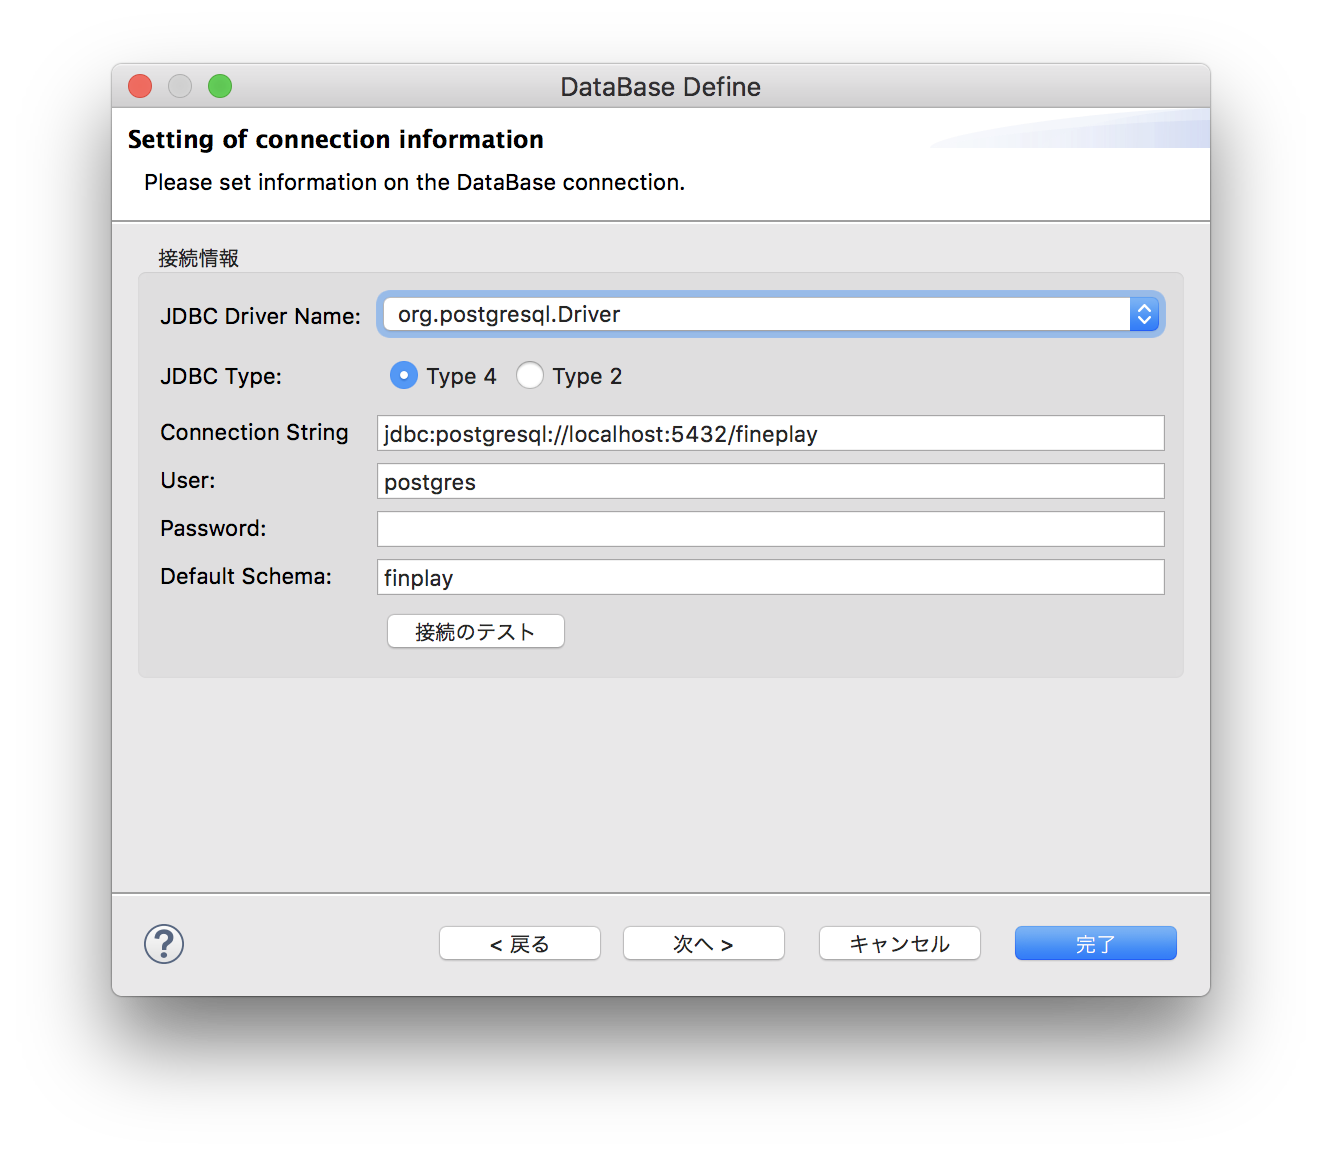 DataBase Define
Setting of connection information
Please set information on the DataBase connection.
接続情報
JDBC Driver Name: org.postgresql.Driver
JDBC Type: Type 4 Type 2
Connection String jdbc:postgresql://localhost:5432/fineplay
User: postgres
Password:
Default Schema: finplay
接続のテスト
? < 戻る 次へ > キャンセル 完了